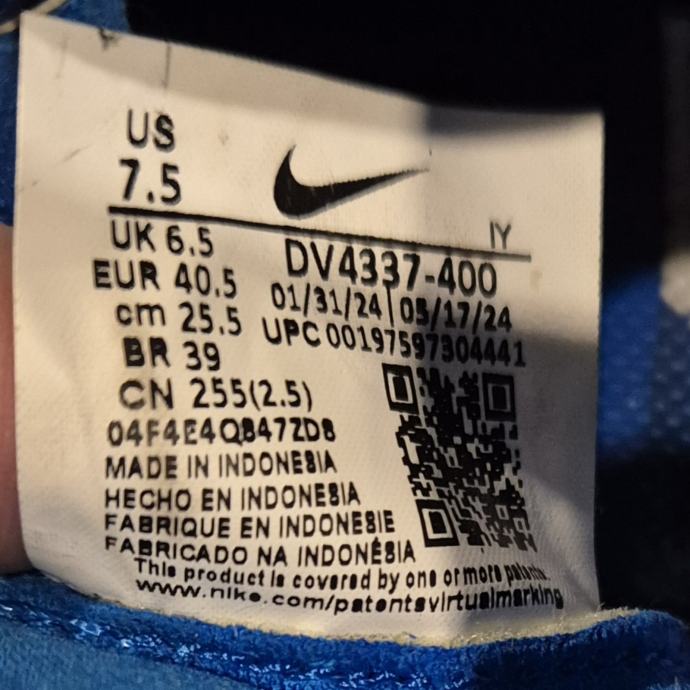 US
7.5
IY
UK 6.5
DV4337-400
EUR 40.5
01/31/24 05/17/24
cm 25.5
UPC 00197597304441
BR 39
CN 255(2.5)
04F4E4QB47ZD8
MADE IN INDONESIA
HECHO EN INDONESIA
FABRIQUE EN INDONESIE
FABRICADO NA INDONÉSIA
This product is covered by one or more patents.
www.nike.com/patentsvirtualmarking